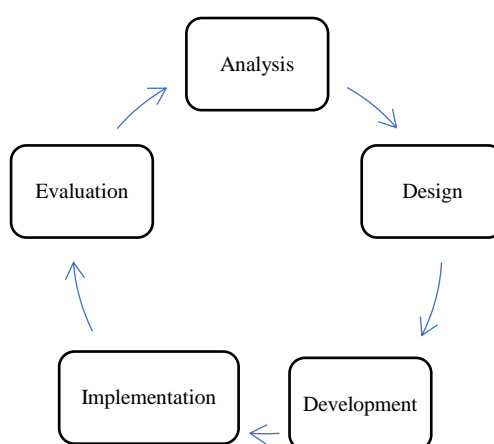 Analysis
Design
Development
Implementation
Evaluation